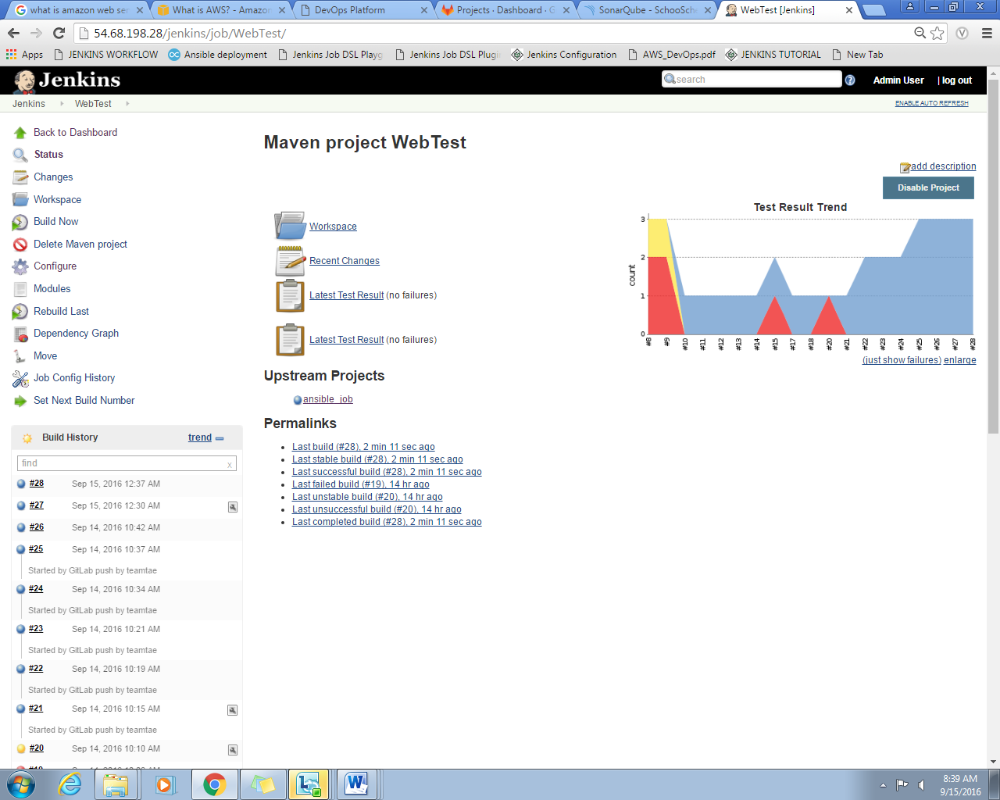 what is amazon web ser
What is AWS? - Amazon
DevOps Platform
Projects · Dashboard · G
SonarQube - SchooSch
WebTest [Jenkins]
54.68.198.28/jenkins/job/WebTest/
Apps
JENKINS WORKFLOW
Ansible deployment
Jenkins Job DSL Playg
Jenkins Job DSL Plugi
Jenkins Configuration
AWS_DevOps.pdf
JENKINS TUTORIAL
New Tab
Jenkins
search
Admin User
| log out
Jenkins
WebTest
ENABLE AUTO REFRESH
Back to Dashboard
Status
Changes
Workspace
Build Now
Delete Maven project
Configure
Modules
Rebuild Last
Dependency Graph
Move
Job Config History
Set Next Build Number
Build History
trend
find
x
#28 Sep 15, 2016 12:37 AM
#27 Sep 15, 2016 12:30 AM
#26 Sep 14, 2016 10:42 AM
#25 Sep 14, 2016 10:37 AM
Started by GitLab push by teamtae
#24 Sep 14, 2016 10:34 AM
Started by GitLab push by teamtae
#23 Sep 14, 2016 10:21 AM
Started by GitLab push by teamtae
#22 Sep 14, 2016 10:19 AM
Started by GitLab push by teamtae
#21 Sep 14, 2016 10:15 AM
Started by GitLab push by teamtae
#20 Sep 14, 2016 10:10 AM
Maven project WebTest
add description
Disable Project
Workspace
Recent Changes
Latest Test Result (no failures)
Latest Test Result (no failures)
Test Result Trend
count
3
2
1
0
#8 #9 #10 #11 #12 #13 #14 #15 #17 #18 #20 #21 #22 #23 #24 #25 #26 #27 #28
(just show failures) enlarge
Upstream Projects
ansible_job
Permalinks
Last build (#28), 2 min 11 sec ago
Last stable build (#28), 2 min 11 sec ago
Last successful build (#28), 2 min 11 sec ago
Last failed build (#19), 14 hr ago
Last unstable build (#20), 14 hr ago
Last unsuccessful build (#20), 14 hr ago
Last completed build (#28), 2 min 11 sec ago
8:39 AM
9/15/2016